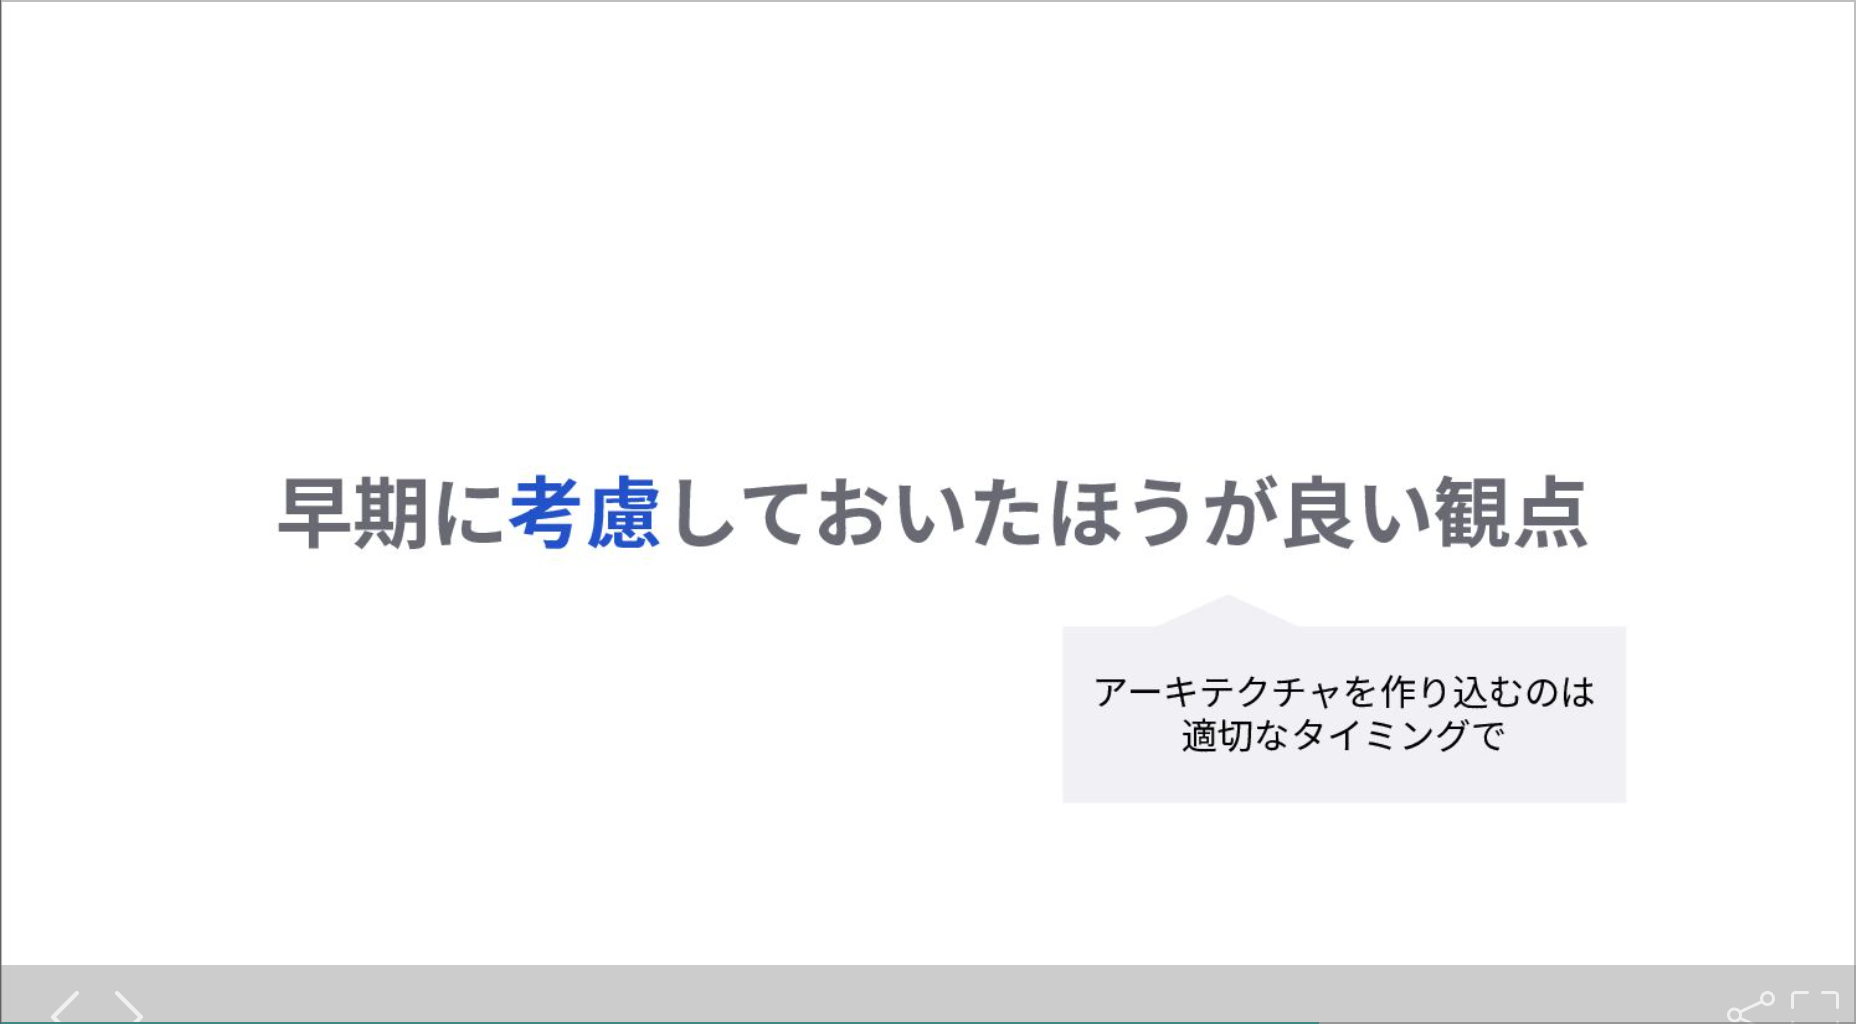 早期に考慮しておいたほうが良い観点
アーキテクチャを作り込むのは
適切なタイミングで